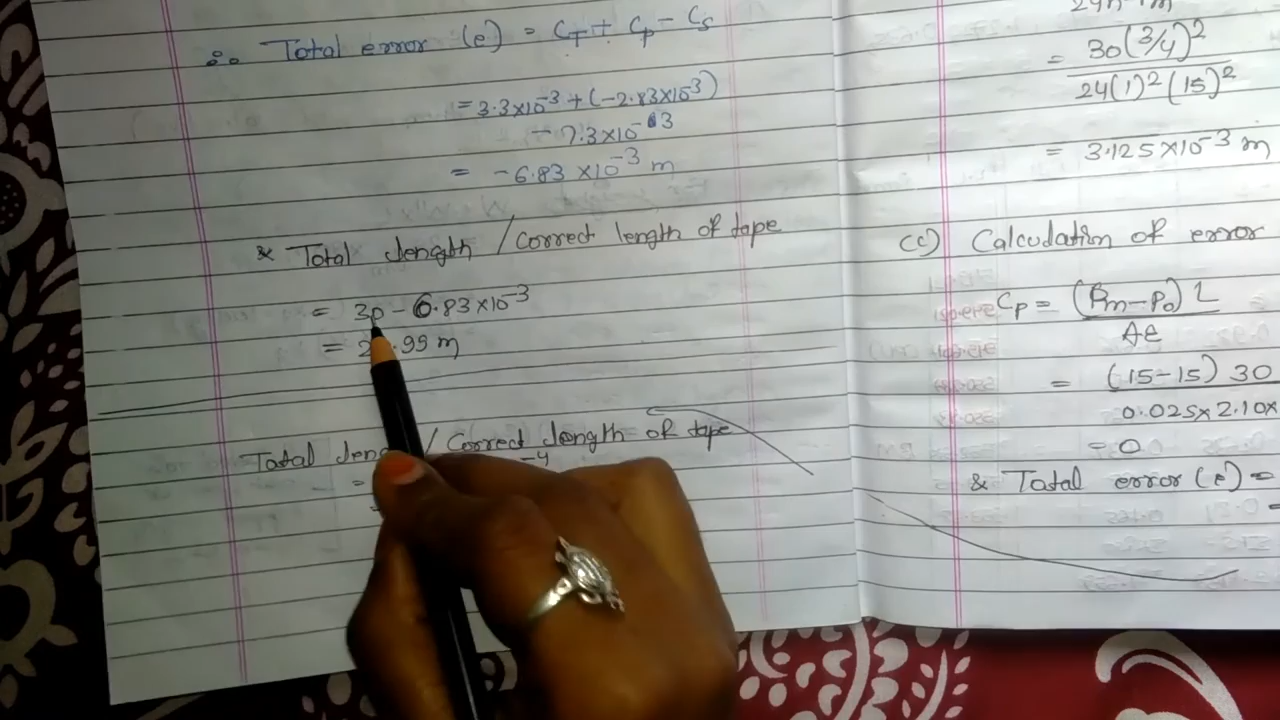 ∴ Total error (e) = CT + Cp - Cs
= 3.3×10⁻³ + (-2.83×10⁻³)
- 7.3×10⁻³
= -6.83 ×10⁻³ m
& Total length / Correct length of tape
= 30 - 6.83×10⁻³
= 2 .99 m
Total / Correct length of tape
-4
=
= 30(3/4)²
24(1)²(15)²
= 3.125×10⁻³ m
(c) Calculation of error
Cp = (Pm-P0) L
AE
= (15-15) 30
0.025×2.10×
= 0
& Total error (e) =
=